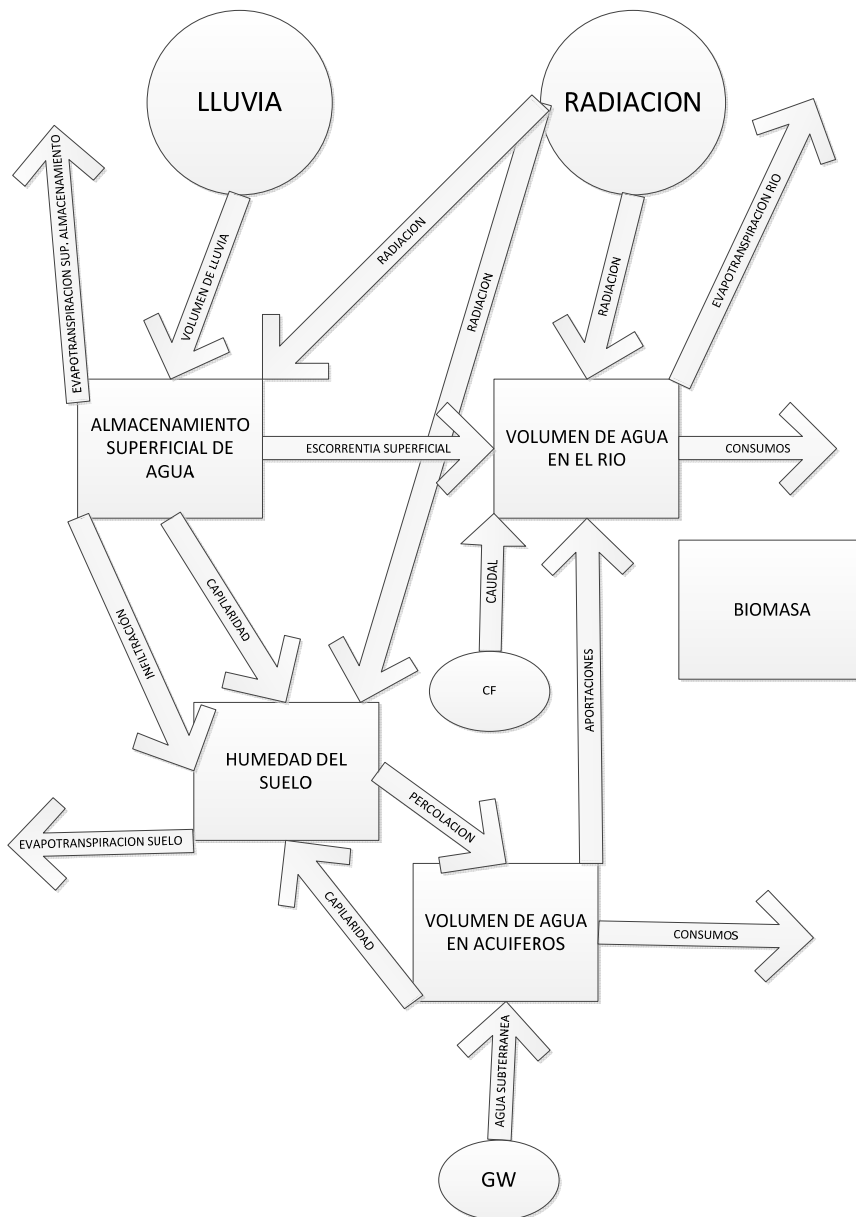 LLUVIA
RADIACION
EVAPOTRANSPIRACION SUP. ALMACENAMIENTO
VOLUMEN DE LLUVIA
RADIACION
RADIACION
RADIACION
EVAPOTRANSPIRACION RIO
ALMACENAMIENTO
SUPERFICIAL DE
AGUA
ESCORRENTIA SUPERFICIAL
VOLUMEN DE AGUA
EN EL RIO
CONSUMOS
INFILTRACIÓN
CAPILARIDAD
CAUDAL
CF
BIOMASA
APORTACIONES
HUMEDAD DEL
SUELO
PERCOLACION
EVAPOTRANSPIRACION SUELO
CAPILARIDAD
VOLUMEN DE AGUA
EN ACUIFEROS
CONSUMOS
AGUA SUBTERRANEA
GW